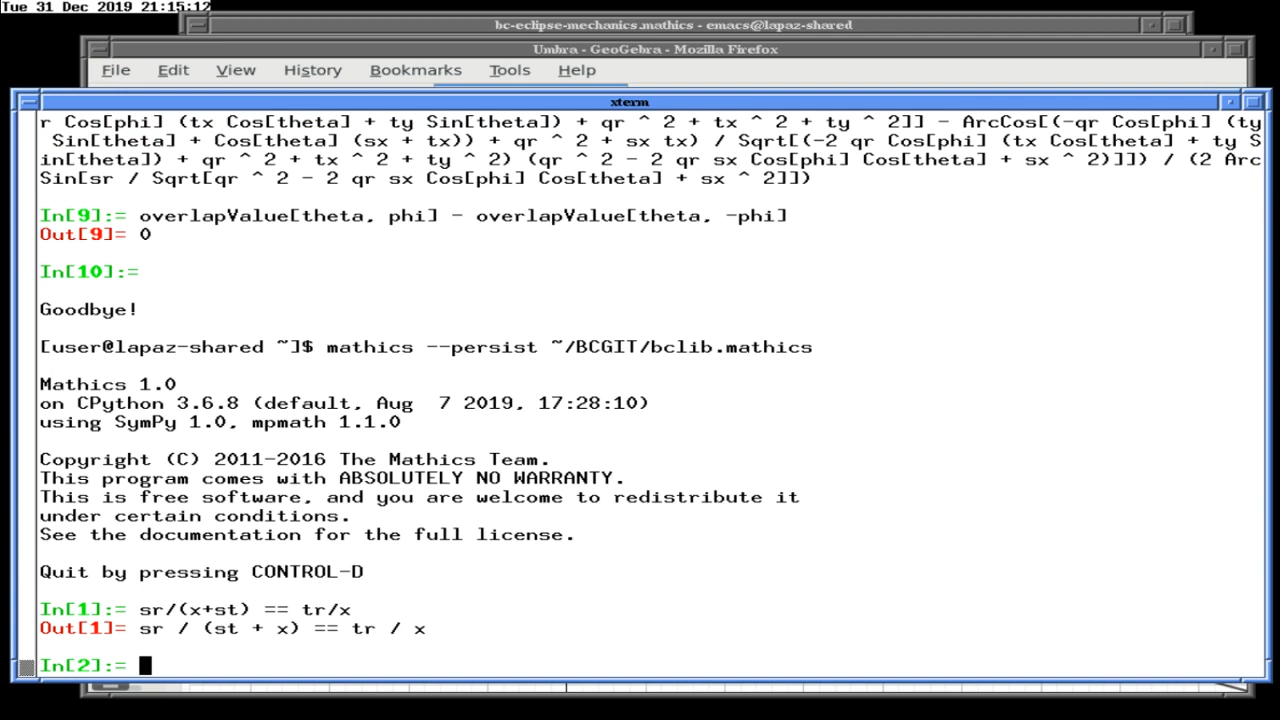 Tue 31 Dec 2019 21:15:12
bc-eclipse-mechanics.mathics - emacs@lapaz-shared
Umbra - GeoGebra - Mozilla Firefox
File Edit View History Bookmarks Tools Help
xterm
r Cos[phi] (tx Cos[theta] + ty Sin[theta]) + qr ^ 2 + tx ^ 2 + ty ^ 2]] - ArcCos[(-qr Cos[phi] (ty
Sin[theta] + Cos[theta] (sx + tx)) + qr ^ 2 + sx tx) / Sqrt[(-2 qr Cos[phi] (tx Cos[theta] + ty S
in[theta]) + qr ^ 2 + tx ^ 2 + ty ^ 2) (qr ^ 2 - 2 qr sx Cos[phi] Cos[theta] + sx ^ 2)]]) / (2 Arc
Sin[sr / Sqrt[qr ^ 2 - 2 qr sx Cos[phi] Cos[theta] + sx ^ 2]])
In[9]:= overlapValue[theta, phi] - overlapValue[theta, -phi]
Out[9]= 0
In[10]:=
Goodbye!
[user@lapaz-shared ~]$ mathics --persist ~/BCGIT/bclib.mathics
Mathics 1.0
on CPython 3.6.8 (default, Aug  7 2019, 17:28:10)
using SymPy 1.0, mpmath 1.1.0
Copyright (C) 2011-2016 The Mathics Team.
This program comes with ABSOLUTELY NO WARRANTY.
This is free software, and you are welcome to redistribute it
under certain conditions.
See the documentation for the full license.
Quit by pressing CONTROL-D
In[1]:= sr/(x+st) == tr/x
Out[1]= sr / (st + x) == tr / x
In[2]:=